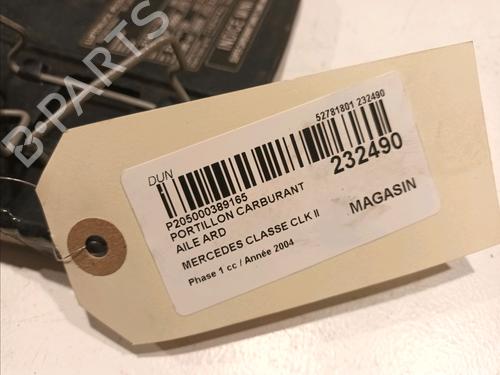 B-PARTS
DUN
52781801 232490
P205000389165
232490
PORTILLON CARBURANT
AILE ARD
MERCEDES CLASSE CLK II
MAGASIN
Phase 1 cc / Année 2004